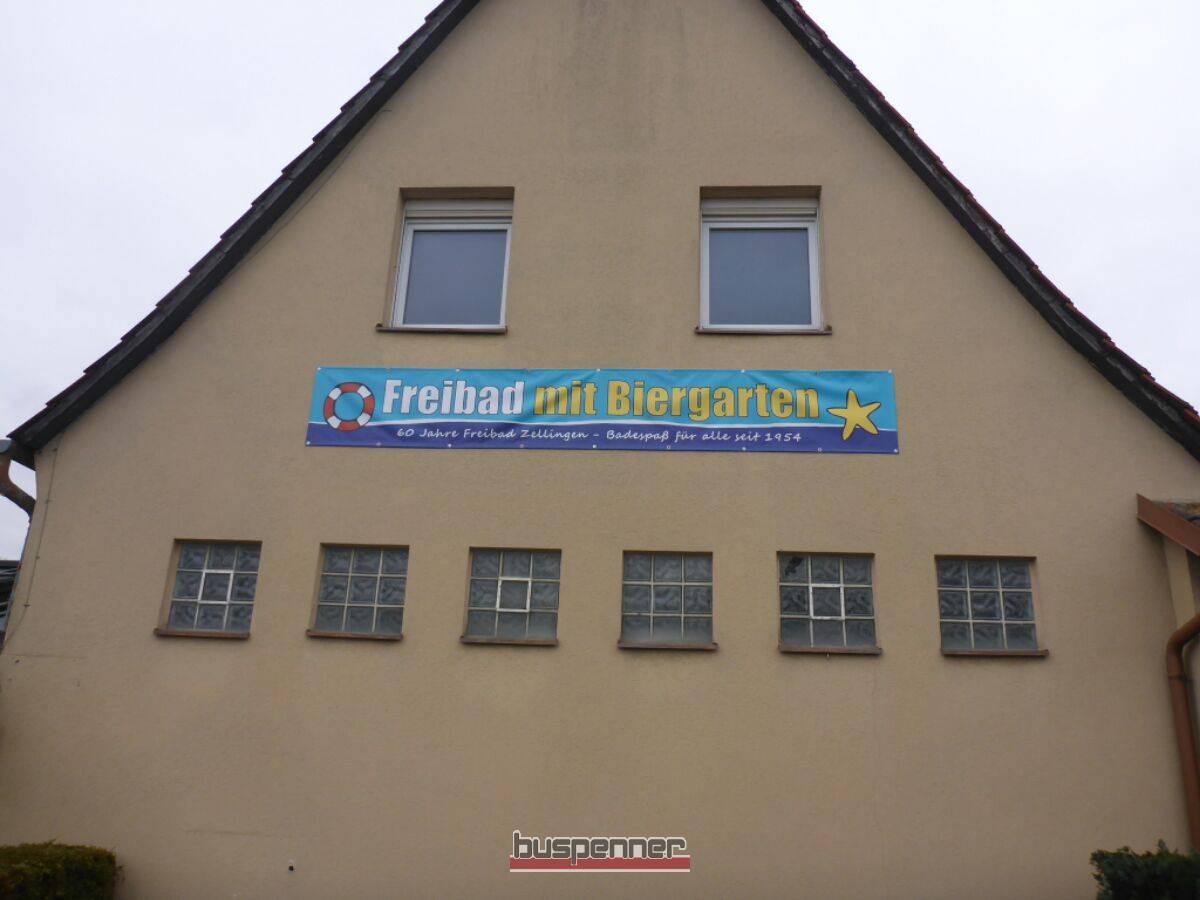 Freibad mit Biergarten
60 Jahre Freibad Zellingen - Badespaß für alle seit 1954
buspenner